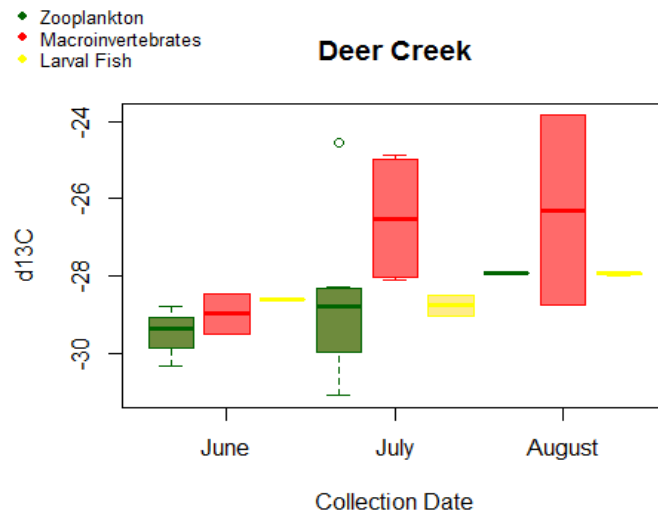 Zooplankton
Macroinvertebrates
Larval Fish
Deer Creek
-24
-26
-28
-30
d13C
June July August
Collection Date